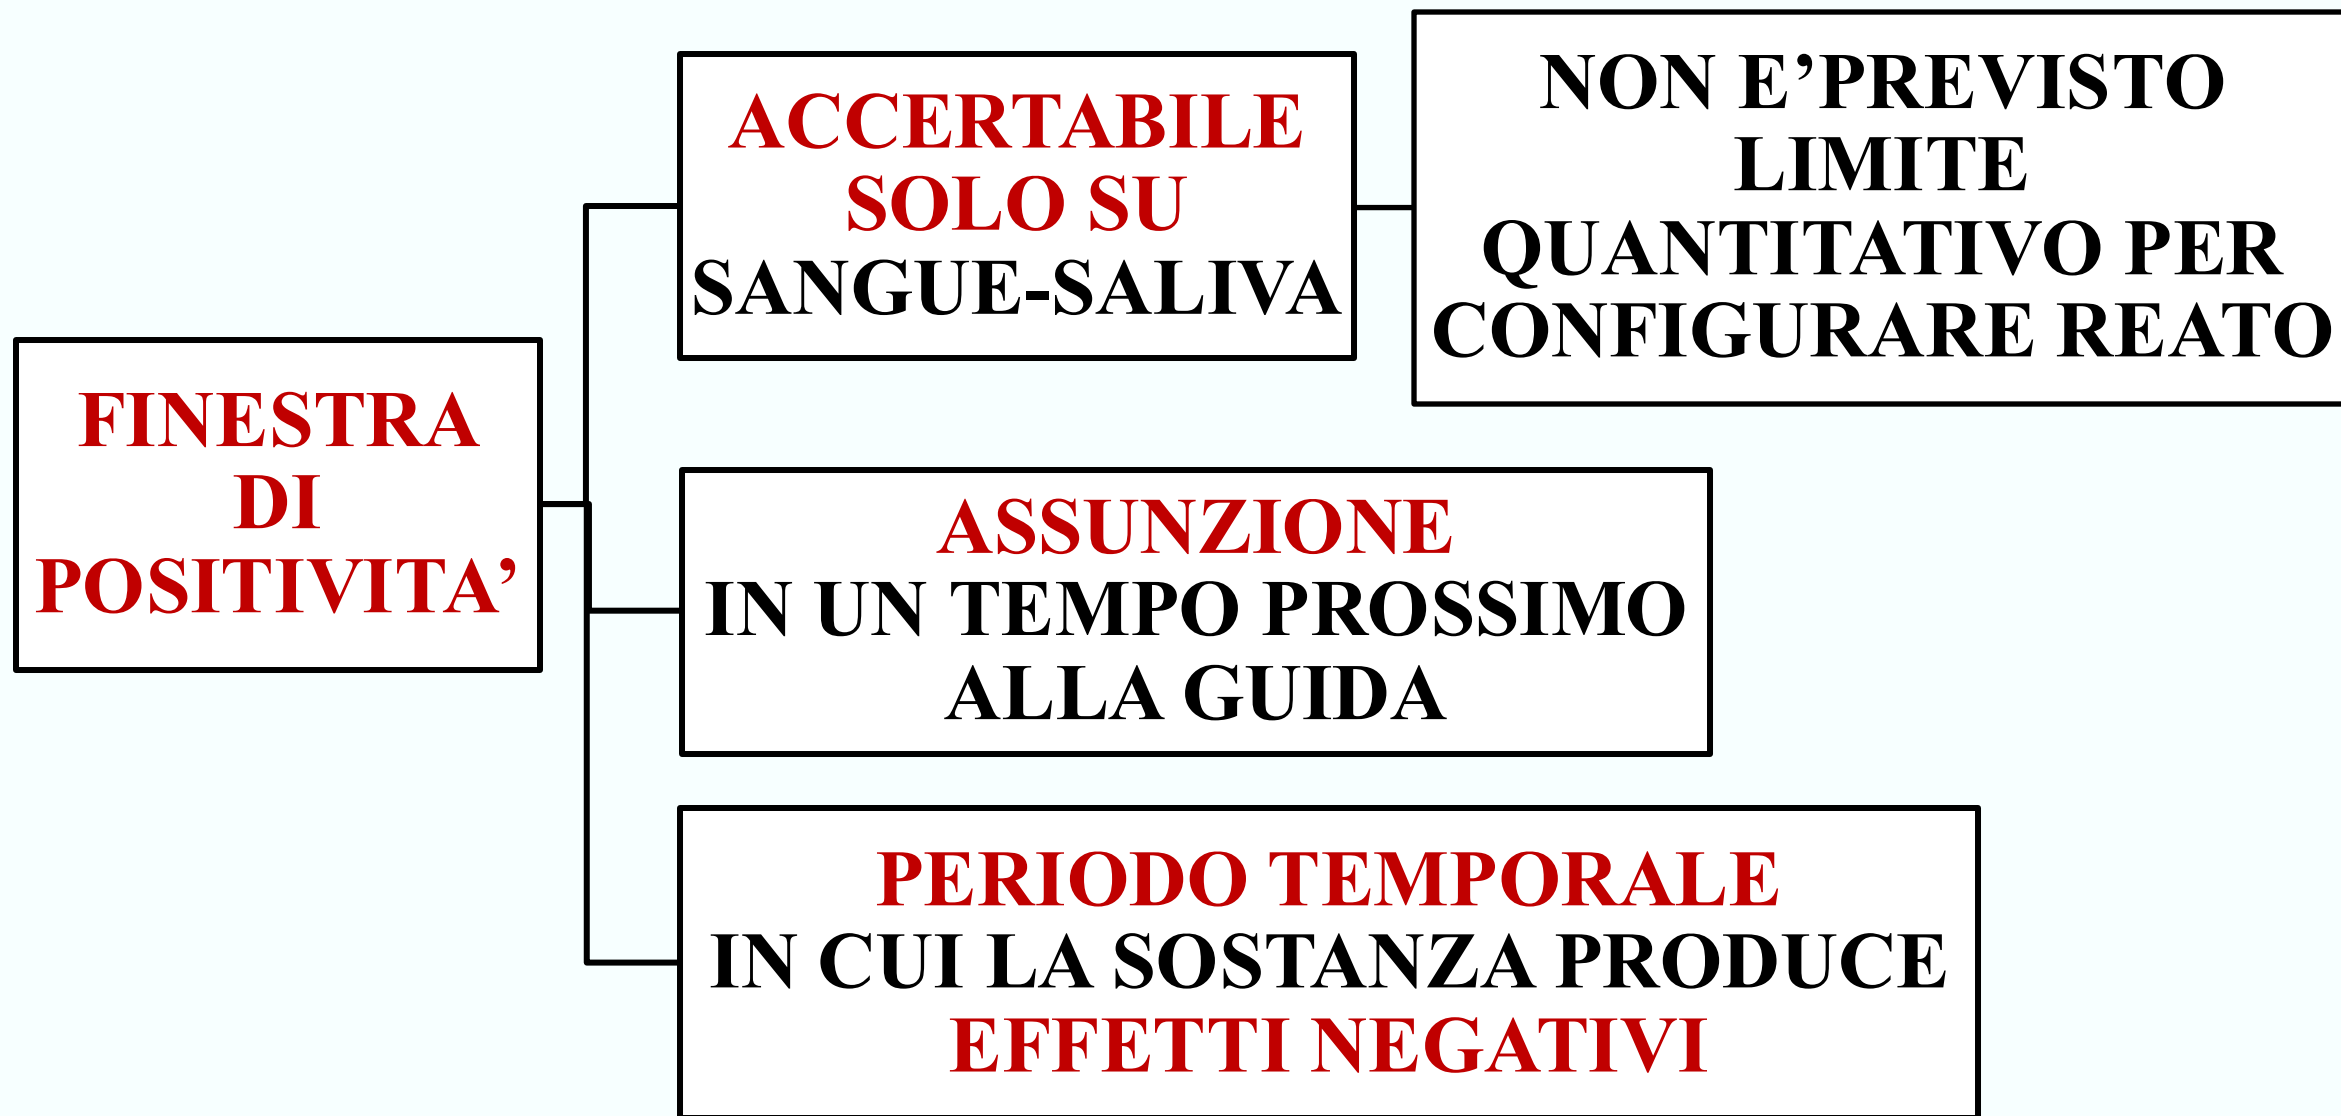 FINESTRA
DI
POSITIVITA’
ACCERTABILE
SOLO SU
SANGUE-SALIVA
NON E’PREVISTO
LIMITE
QUANTITATIVO PER
CONFIGURARE REATO
ASSUNZIONE
IN UN TEMPO PROSSIMO
ALLA GUIDA
PERIODO TEMPORALE
IN CUI LA SOSTANZA PRODUCE
EFFETTI NEGATIVI